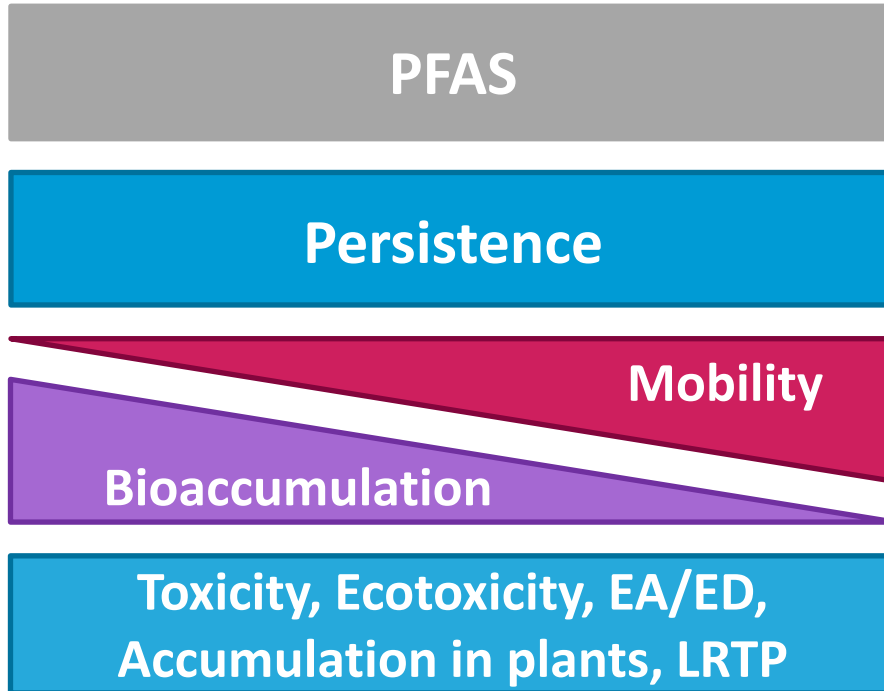 PFAS
Persistence
Mobility
Bioaccumulation
Toxicity, Ecotoxicity, EA/ED,
Accumulation in plants, LRTP